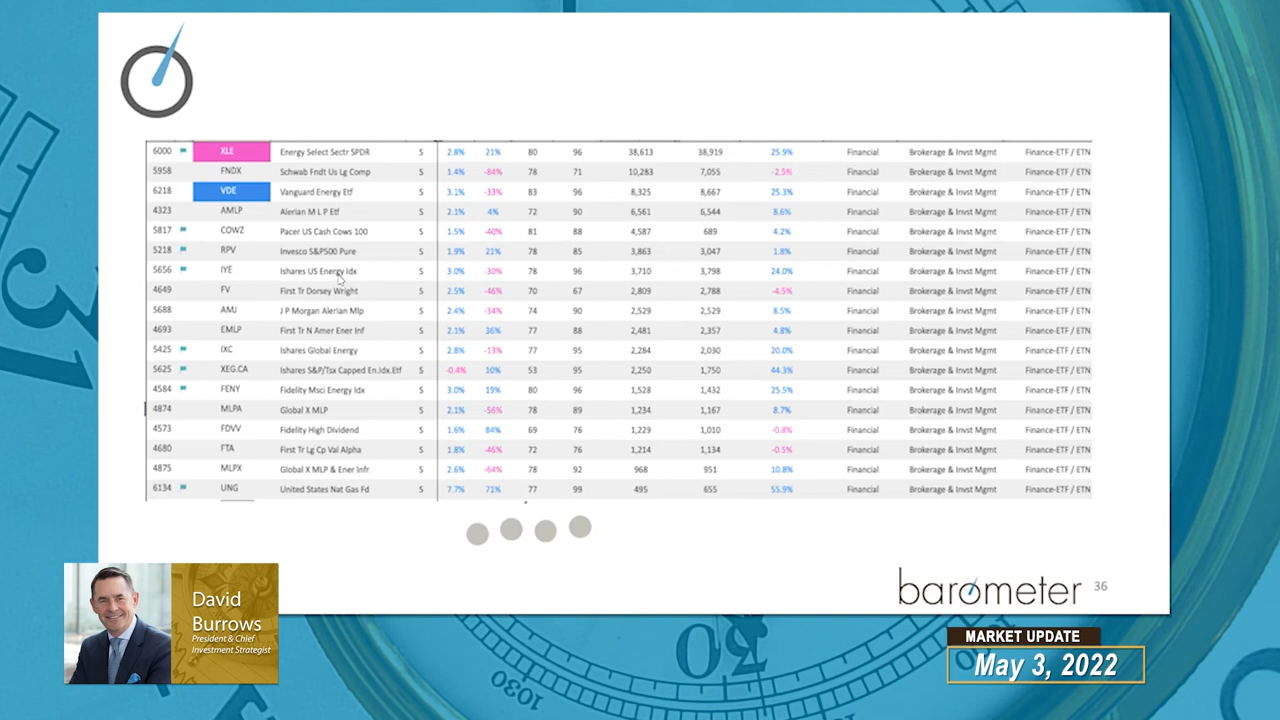 6000 XLE Energy Select Sectr SPDR S 2.8% 21% 80 96 38,613 38,919 25.9% Financial Brokerage & Invst Mgmt Finance-ETF / ETN
5958 FNDX Schwab Fndt Us Lg Comp S 1.4% -84% 78 71 10,283 7,055 -2.5% Financial Brokerage & Invst Mgmt Finance-ETF / ETN
6218 VDE Vanguard Energy Etf S 3.1% -33% 83 96 8,325 8,667 25.3% Financial Brokerage & Invst Mgmt Finance-ETF / ETN
4323 AMLP Alerian M L P Etf S 2.1% 4% 72 90 6,561 6,544 8.6% Financial Brokerage & Invst Mgmt Finance-ETF / ETN
5817 COWZ Pacer US Cash Cows 100 S 1.5% -40% 81 88 4,587 689 4.2% Financial Brokerage & Invst Mgmt Finance-ETF / ETN
5218 RPV Invesco S&P500 Pure S 1.9% 21% 78 85 3,863 3,047 1.8% Financial Brokerage & Invst Mgmt Finance-ETF / ETN
5656 IYE Ishares US Energy Idx S 3.0% -30% 78 96 3,710 3,798 24.0% Financial Brokerage & Invst Mgmt Finance-ETF / ETN
4649 FV First Tr Dorsey Wright S 2.5% -46% 70 67 2,809 2,788 -4.5% Financial Brokerage & Invst Mgmt Finance-ETF / ETN
5688 AMJ J P Morgan Alerian Mlp S 2.4% -34% 74 90 2,529 2,529 8.5% Financial Brokerage & Invst Mgmt Finance-ETF / ETN
4693 EMLP First Tr N Amer Ener Inf S 2.1% 36% 77 88 2,481 2,357 4.8% Financial Brokerage & Invst Mgmt Finance-ETF / ETN
5425 IXC Ishares Global Energy S 2.8% -13% 77 95 2,284 2,030 20.0% Financial Brokerage & Invst Mgmt Finance-ETF / ETN
5625 XEG.CA Ishares S&P/Tsx Capped En.Idx.Etf S -0.4% 10% 53 95 2,250 1,750 44.3% Financial Brokerage & Invst Mgmt Finance-ETF / ETN
4584 FENY Fidelity Msci Energy Idx S 3.0% 19% 80 96 1,528 1,432 25.5% Financial Brokerage & Invst Mgmt Finance-ETF / ETN
4874 MLPA Global X MLP S 2.1% -56% 78 89 1,234 1,167 8.7% Financial Brokerage & Invst Mgmt Finance-ETF / ETN
4573 FDVV Fidelity High Dividend S 1.6% 84% 69 76 1,229 1,010 -0.8% Financial Brokerage & Invst Mgmt Finance-ETF / ETN
4680 FTA First Tr Lg Cp Val Alpha S 1.8% -46% 72 76 1,214 1,134 -0.5% Financial Brokerage & Invst Mgmt Finance-ETF / ETN
4875 MLPX Global X MLP & Ener Infr S 2.6% -64% 78 92 968 951 10.8% Financial Brokerage & Invst Mgmt Finance-ETF / ETN
6134 UNG United States Nat Gas Fd S 7.7% 71% 77 99 495 655 55.9% Financial Brokerage & Invst Mgmt Finance-ETF / ETN
barometer 36
David
Burrows
President & Chief
Investment Strategist
MARKET UPDATE
May 3, 2022
30
1030